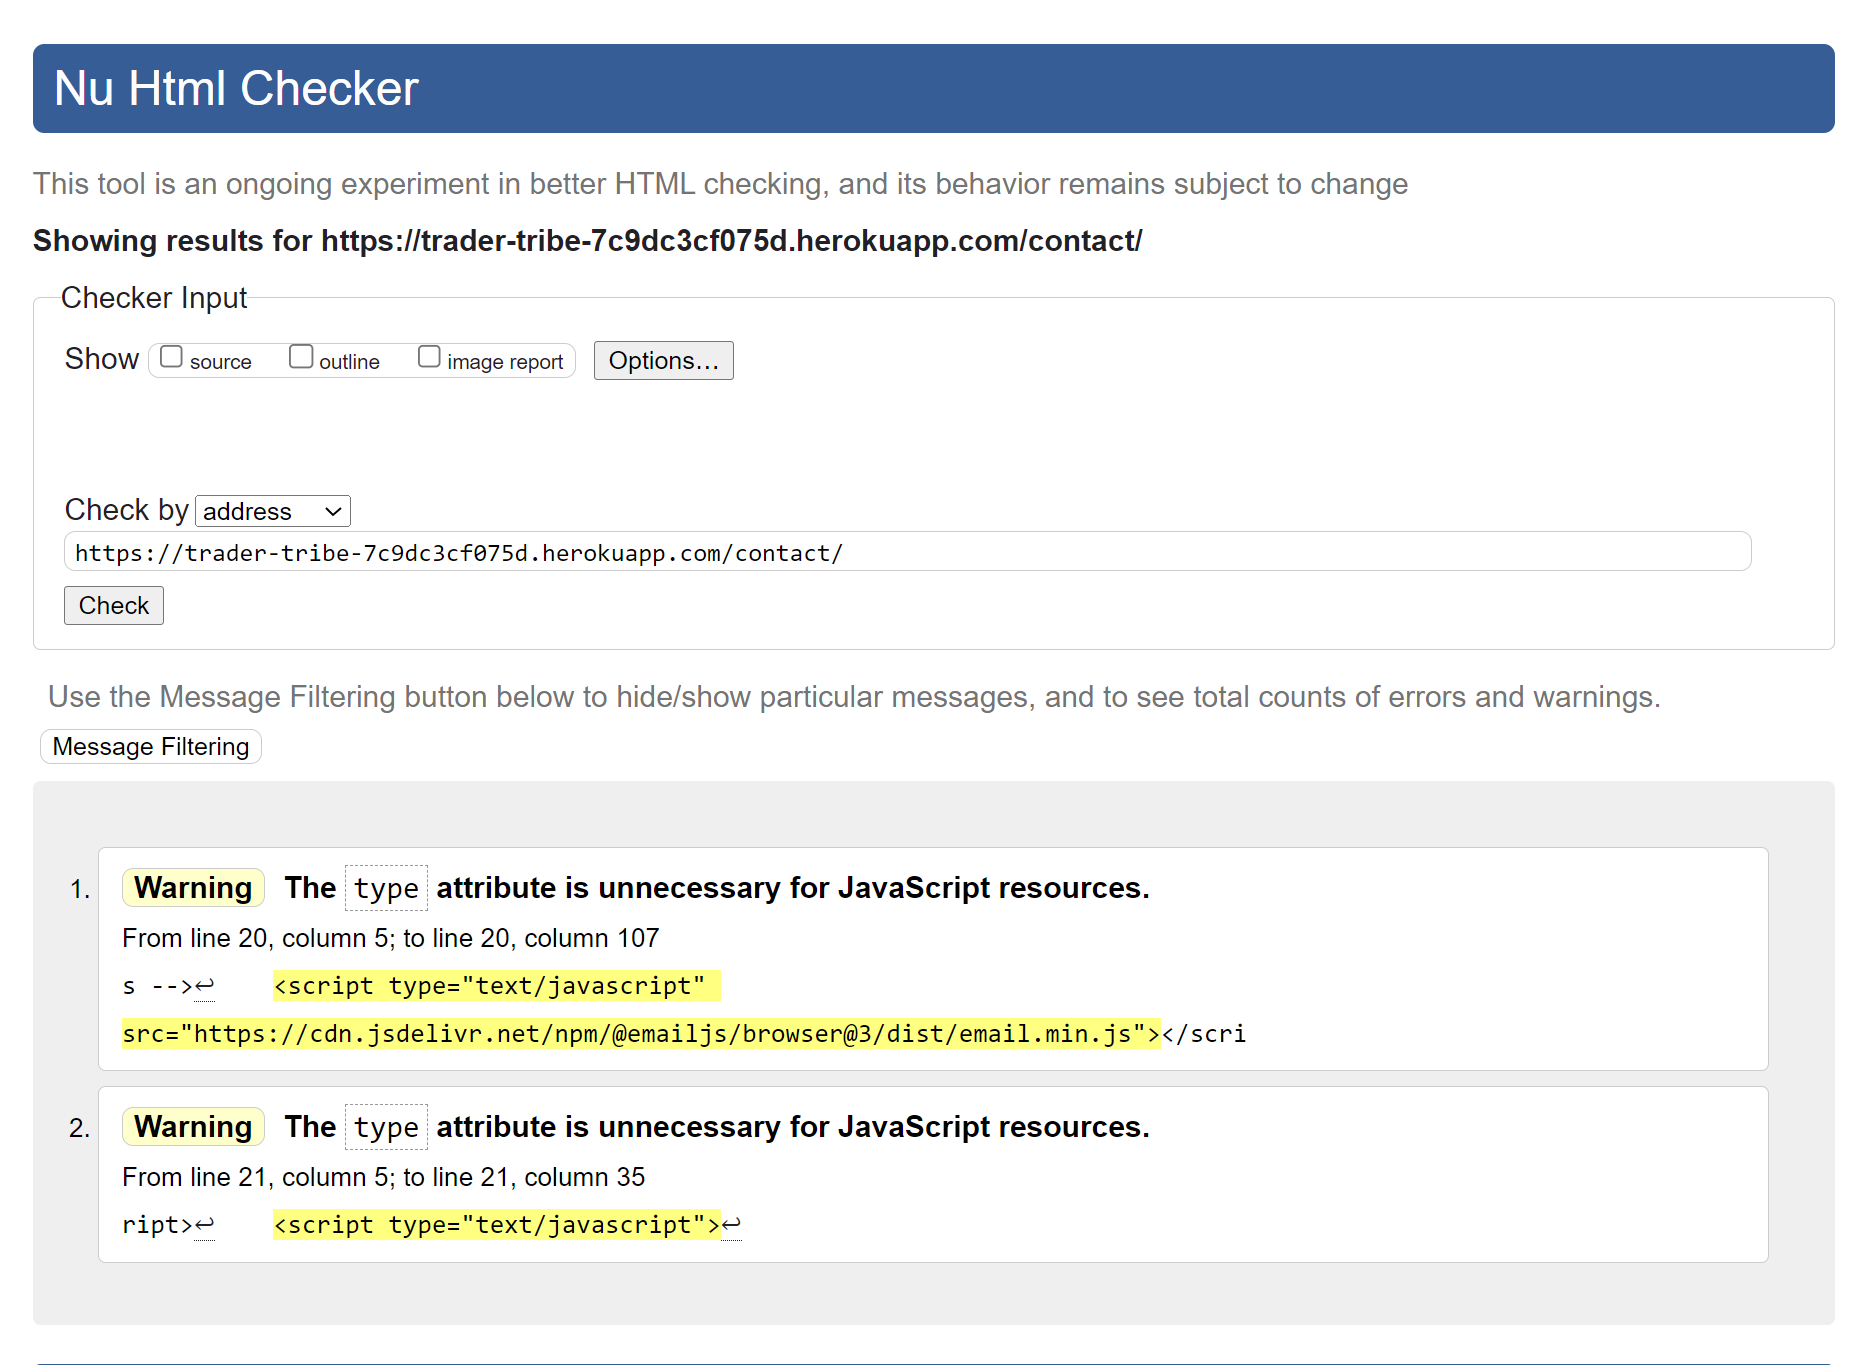 Nu Html Checker
This tool is an ongoing experiment in better HTML checking, and its behavior remains subject to change
Showing results for https://trader-tribe-7c9dc3cf075d.herokuapp.com/contact/
Checker Input
Show source outline image report Options...
Check by address
https://trader-tribe-7c9dc3cf075d.herokuapp.com/contact/
Check
Use the Message Filtering button below to hide/show particular messages, and to see total counts of errors and warnings.
Message Filtering
1. Warning The type attribute is unnecessary for JavaScript resources.
From line 20, column 5; to line 20, column 107
s -->↩ <script type="text/javascript"
src="https://cdn.jsdelivr.net/npm/@emailjs/browser@3/dist/email.min.js"></scri
2. Warning The type attribute is unnecessary for JavaScript resources.
From line 21, column 5; to line 21, column 35
ript>↩ <script type="text/javascript">↩